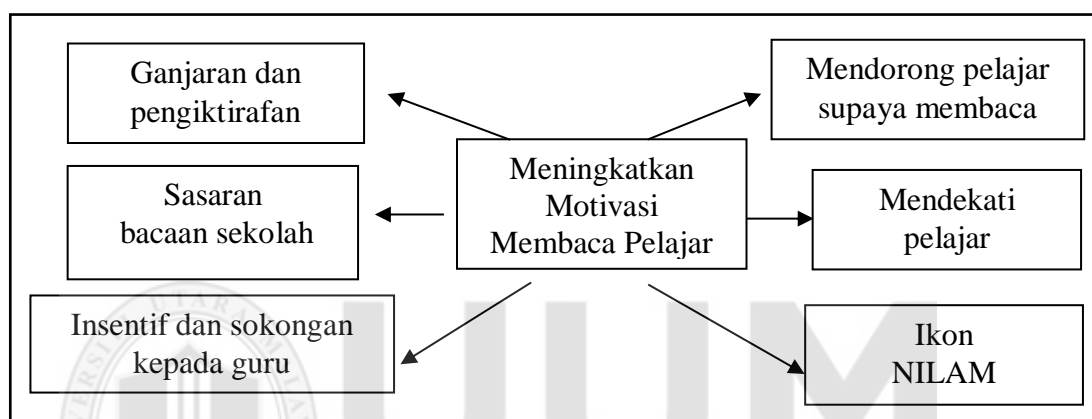 Ganjaran dan
pengiktirafan
Mendorong pelajar
supaya membaca
Meningkatkan
Motivasi
Membaca Pelajar
Sasaran
bacaan sekolah
Mendekati
pelajar
Insentif dan sokongan
kepada guru
Ikon
NILAM
UUM